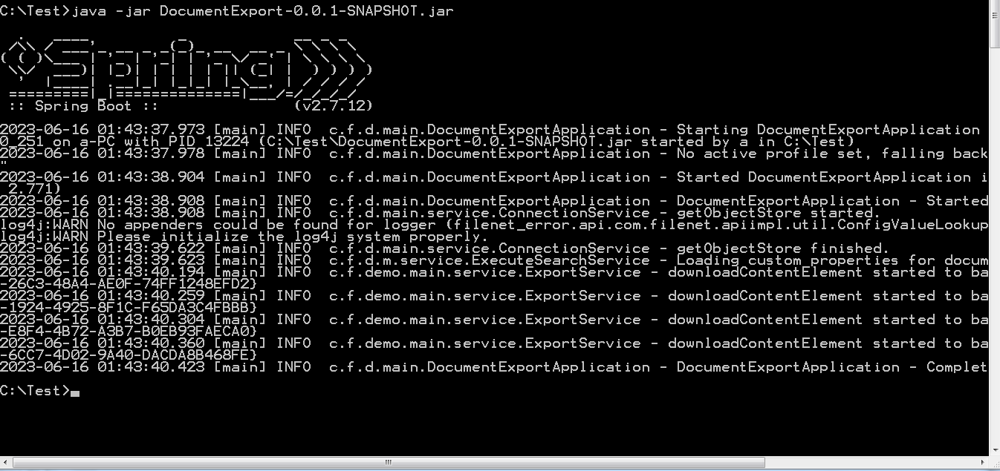 C:\Test>java -jar DocumentExport-0.0.1-SNAPSHOT.jar
:: Spring Boot ::                (v2.7.12)
2023-06-16 01:43:37.973 [main] INFO  c.f.d.main.DocumentExportApplication - Starting DocumentExportApplication
0_251 on a-PC with PID 13224 (C:\Test\DocumentExport-0.0.1-SNAPSHOT.jar started by a in C:\Test)
2023-06-16 01:43:37.978 [main] INFO  c.f.d.main.DocumentExportApplication - No active profile set, falling back
"
2023-06-16 01:43:38.904 [main] INFO  c.f.d.main.DocumentExportApplication - Started DocumentExportApplication i
 2.771)
2023-06-16 01:43:38.908 [main] INFO  c.f.d.main.DocumentExportApplication - DocumentExportApplication - Started
2023-06-16 01:43:38.908 [main] INFO  c.f.d.main.service.ConnectionService - getObjectStore started.
log4j:WARN No appenders could be found for logger (filenet_error.api.com.filenet.apiimpl.util.ConfigValueLookup
log4j:WARN Please initialize the log4j system properly.
2023-06-16 01:43:39.622 [main] INFO  c.f.d.main.service.ConnectionService - getObjectStore finished.
2023-06-16 01:43:39.623 [main] INFO  c.f.d.m.service.ExecuteSearchService - Loading custom properties for docum
2023-06-16 01:43:40.194 [main] INFO  c.f.demo.main.service.ExportService - downloadContentElement started to ba
-26C3-48A4-AE0F-74FF1248EFD2}
2023-06-16 01:43:40.259 [main] INFO  c.f.demo.main.service.ExportService - downloadContentElement started to ba
-1924-4925-8F1C-F65DA3C4FBBB}
2023-06-16 01:43:40.304 [main] INFO  c.f.demo.main.service.ExportService - downloadContentElement started to ba
-E8F4-4B72-A3B7-B0EB93FAECA0}
2023-06-16 01:43:40.360 [main] INFO  c.f.demo.main.service.ExportService - downloadContentElement started to ba
-6CC7-4D02-9A40-DACDA8B468FE}
2023-06-16 01:43:40.423 [main] INFO  c.f.d.main.DocumentExportApplication - DocumentExportApplication - Complet
C:\Test>